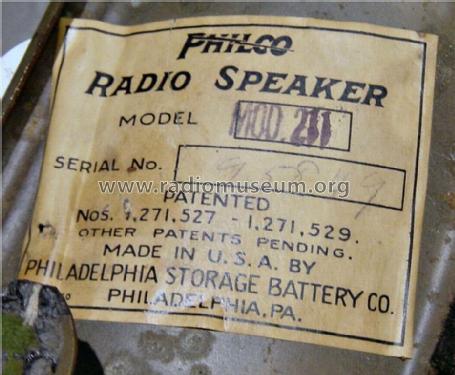 PHILCO
RADIO SPEAKER
MODEL MOD. 211
SERIAL NO.
www.radiomuseum.org
PATENTED
NOS. 1,271,527 - 1,271,529.
OTHER PATENTS PENDING.
MADE IN U.S.A. BY
PHILADELPHIA STORAGE BATTERY CO.
PHILADELPHIA, PA.